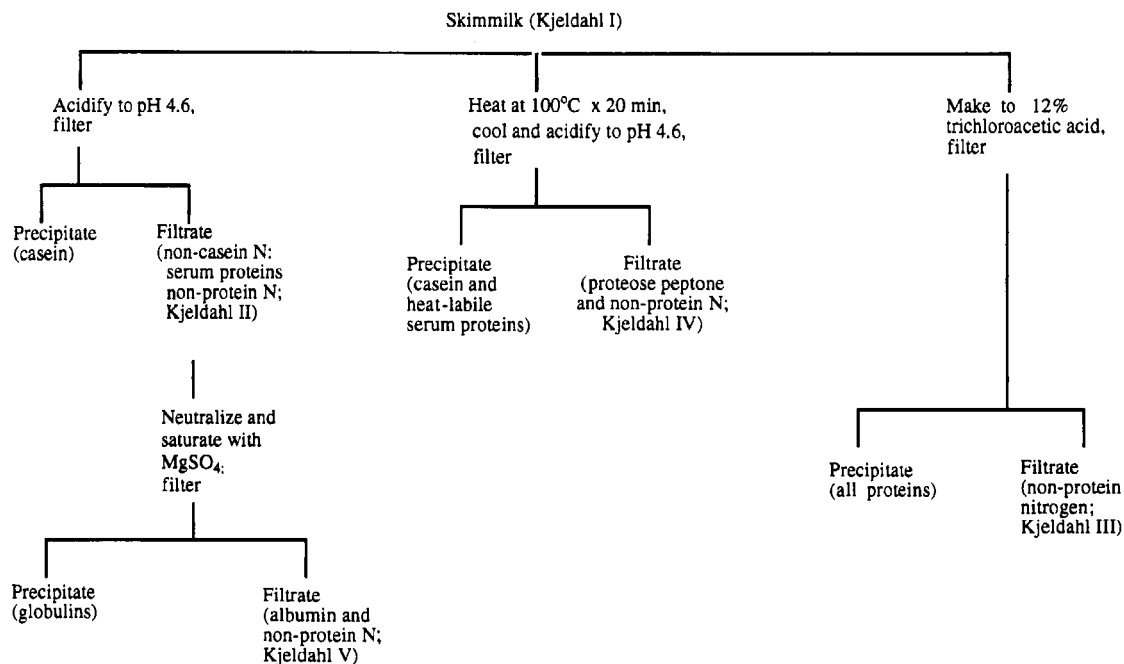 Skimmilk (Kjeldahl I)
Acidify to pH 4.6,
filter
Heat at 100°C x 20 min,
cool and acidify to pH 4.6,
filter
Make to 12%
trichloroacetic acid,
filter
Precipitate
(casein)
Filtrate
(non-casein N:
serum proteins
non-protein N;
Kjeldahl II)
Precipitate
(casein and
heat-labile
serum proteins)
Filtrate
(proteose peptone
and non-protein N;
Kjeldahl IV)
Neutralize and
saturate with
MgSO4;
filter
Precipitate
(all proteins)
Filtrate
(non-protein
nitrogen;
Kjeldahl III)
Precipitate
(globulins)
Filtrate
(albumin and
non-protein N;
Kjeldahl V)